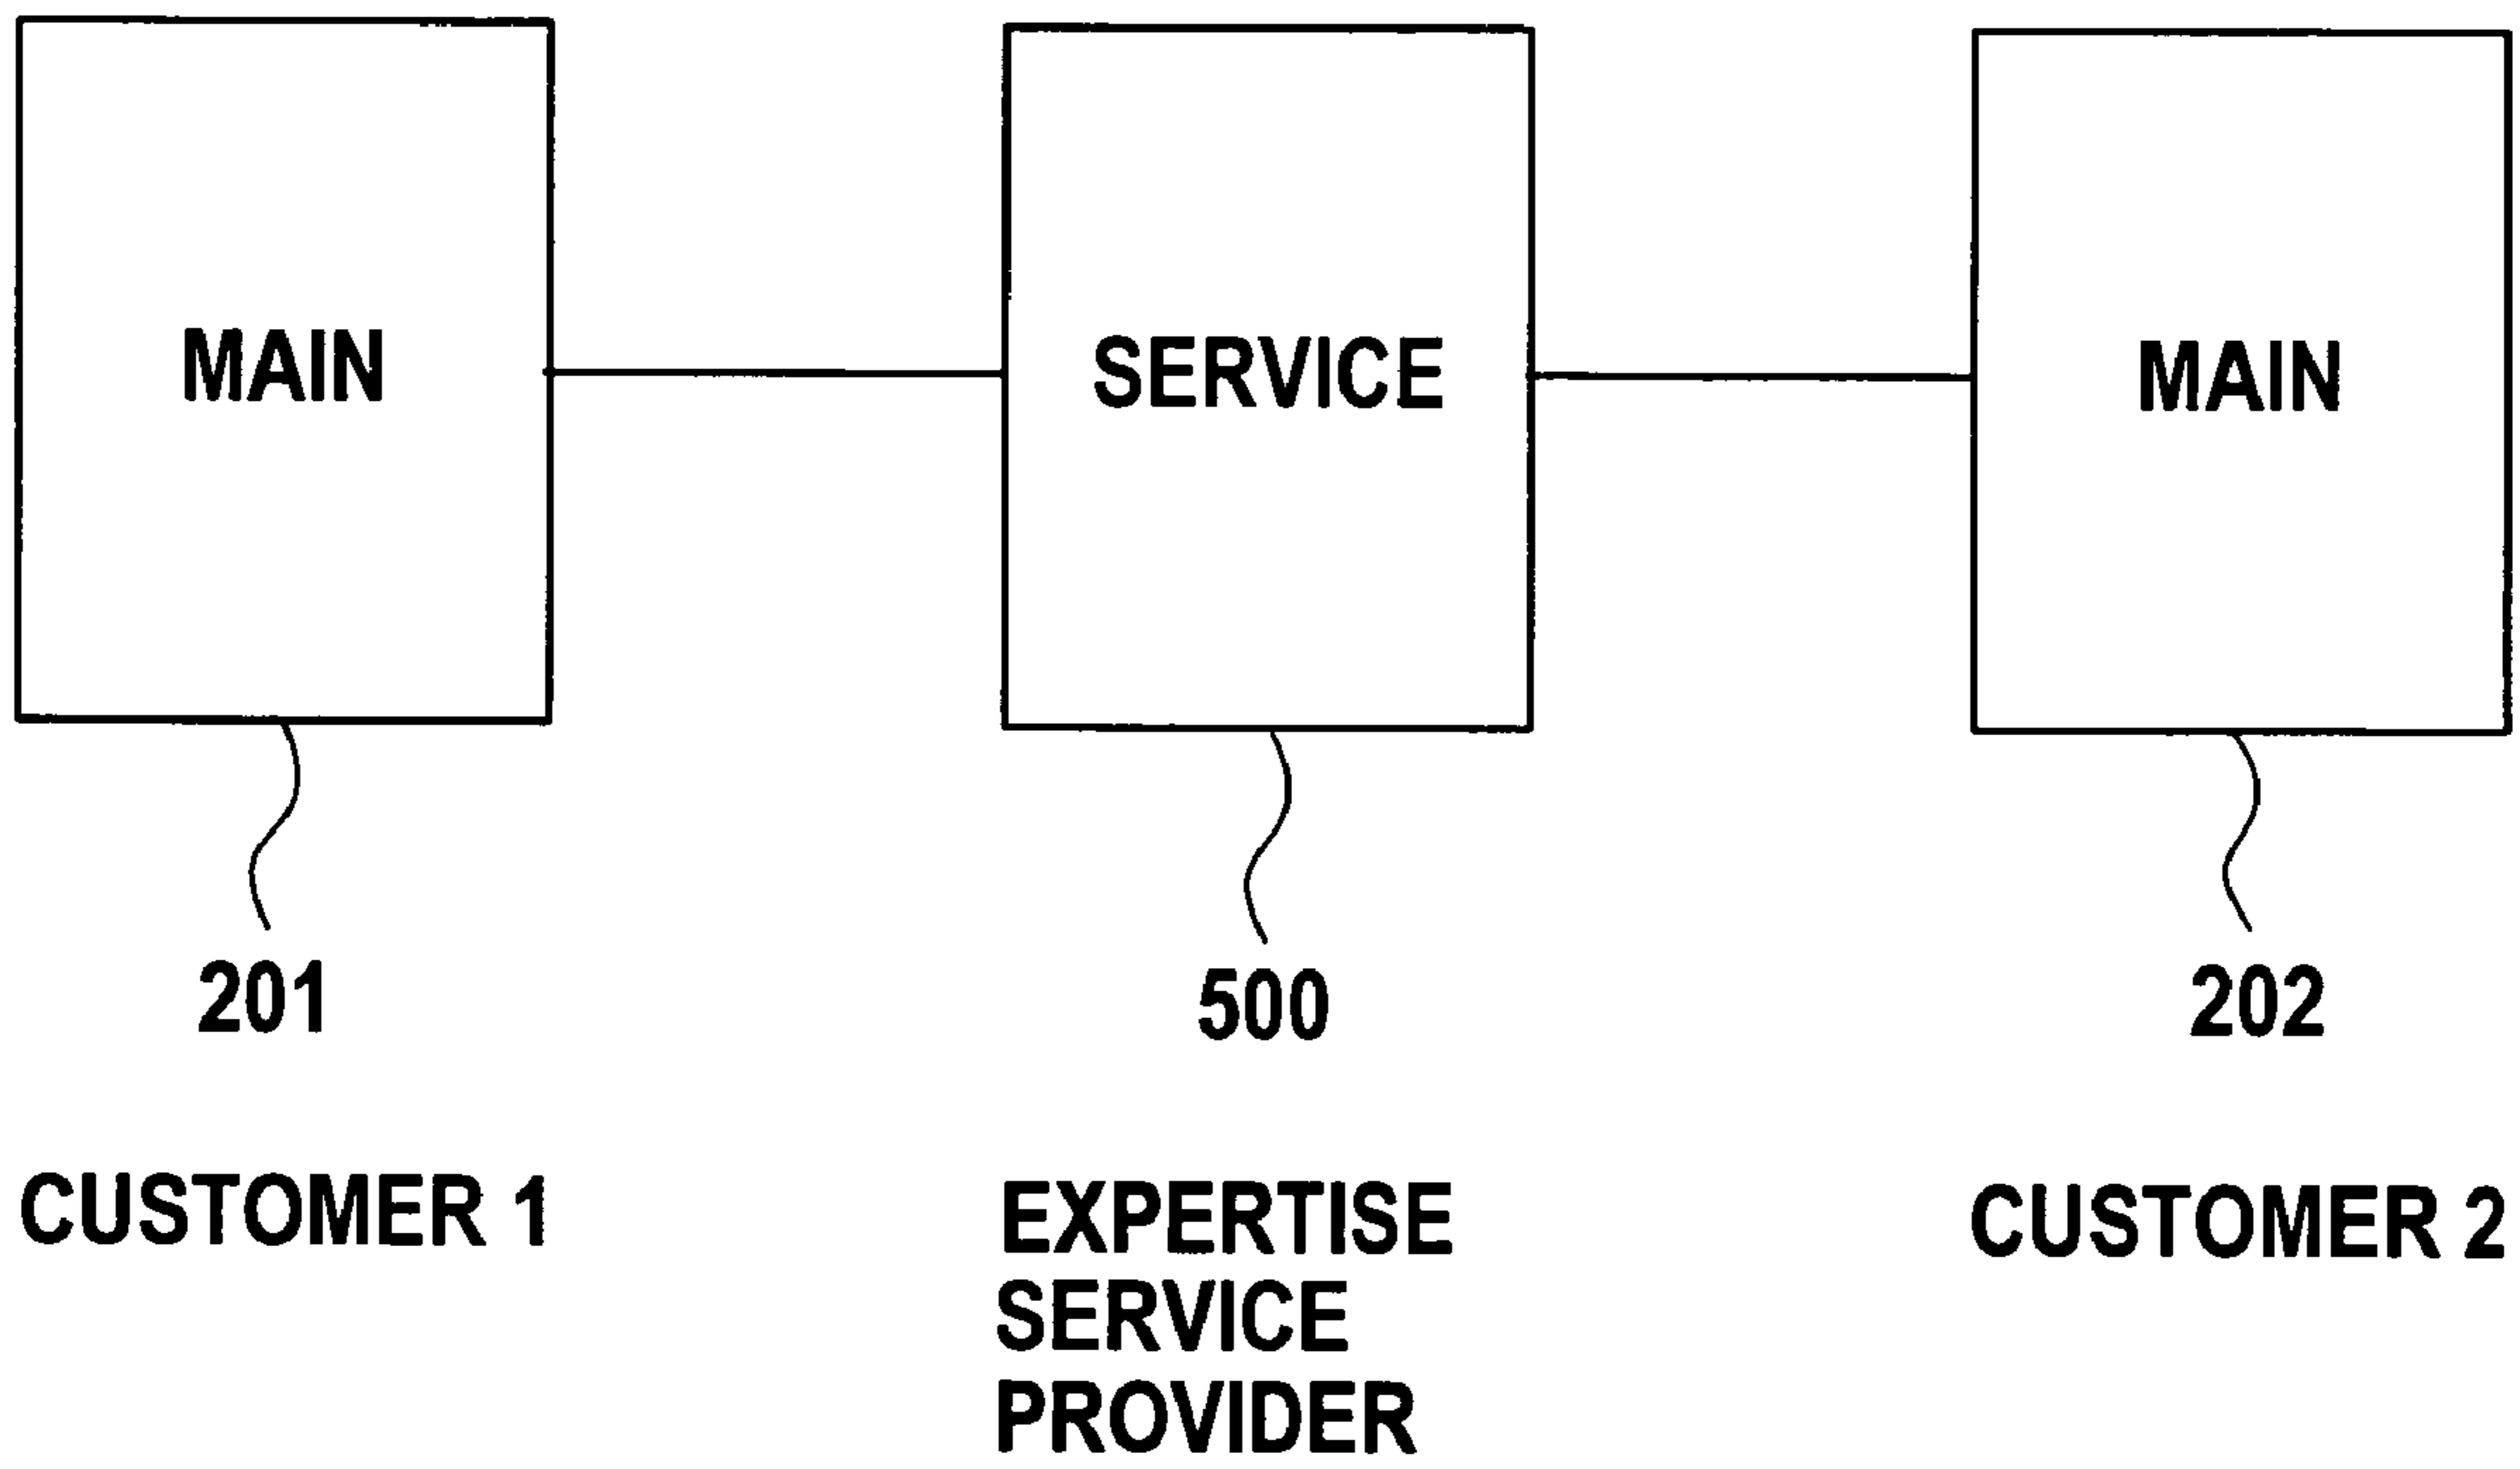 MAIN
SERVICE
MAIN
201
500
202
CUSTOMER 1
EXPERTISE
SERVICE
PROVIDER
CUSTOMER 2